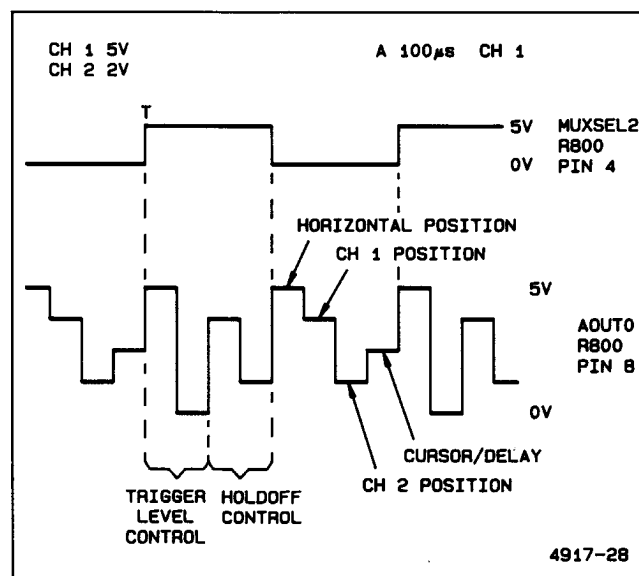 CH 1 5V
CH 2 2V
A 100µs CH 1
T
5V
0V
MUXSEL2
R800
PIN 4
HORIZONTAL POSITION
CH 1 POSITION
5V
0V
AOUT0
R800
PIN 8
CURSOR/DELAY
CH 2 POSITION
TRIGGER
LEVEL
CONTROL
HOLDOFF
CONTROL
4917-28